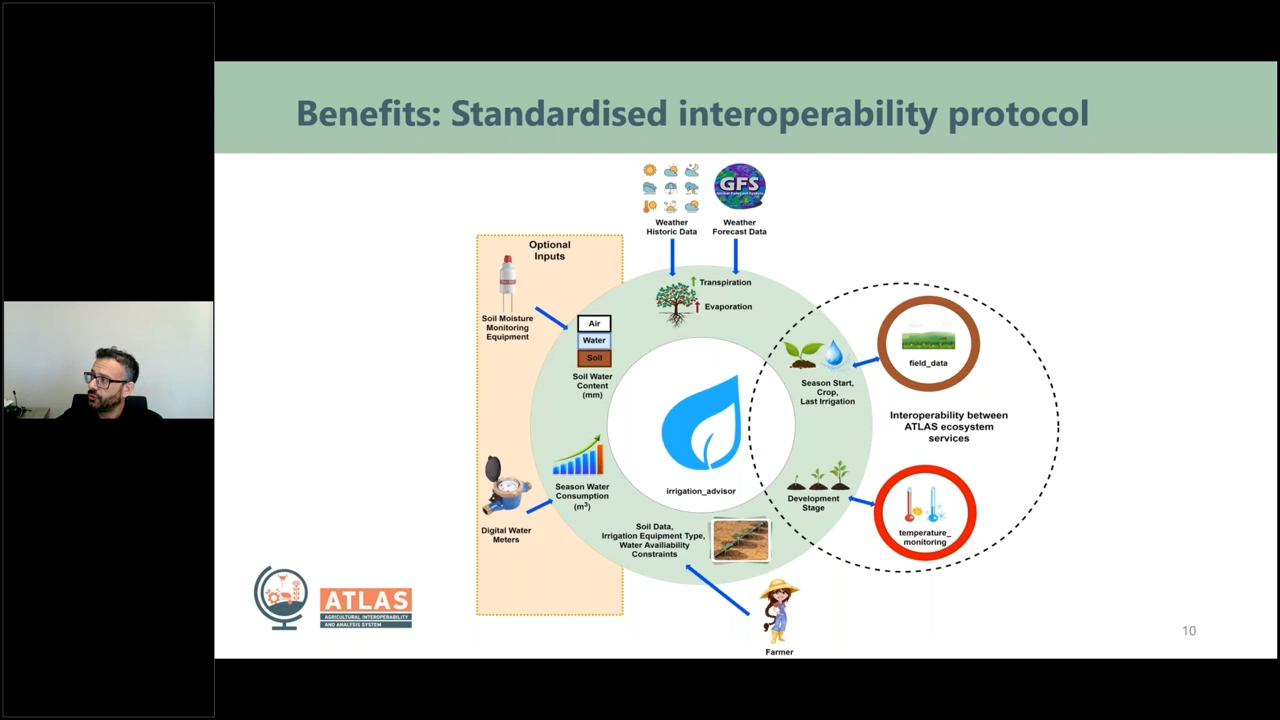 Benefits: Standardised interoperability protocol
GFS
Weather
Historic Data
Weather
Forecast Data
Optional
Inputs
Transpiration
Evaporation
Soil Moisture
Monitoring
Equipment
Air
Water
Soil
Soil Water
Content
(mm)
field_data
Season Start,
Crop,
Last Irrigation
Interoperability between
ATLAS ecosystem
services
irrigation_advisor
Season Water
Consumption
(m³)
Development
Stage
Digital Water
Meters
Soil Data,
Irrigation Equipment Type,
Water Availiability
Constraints
temperature_
monitoring
Farmer
ATLAS
AGRICULTURAL INTEROPERABILITY
AND ANALYSIS SYSTEM
10